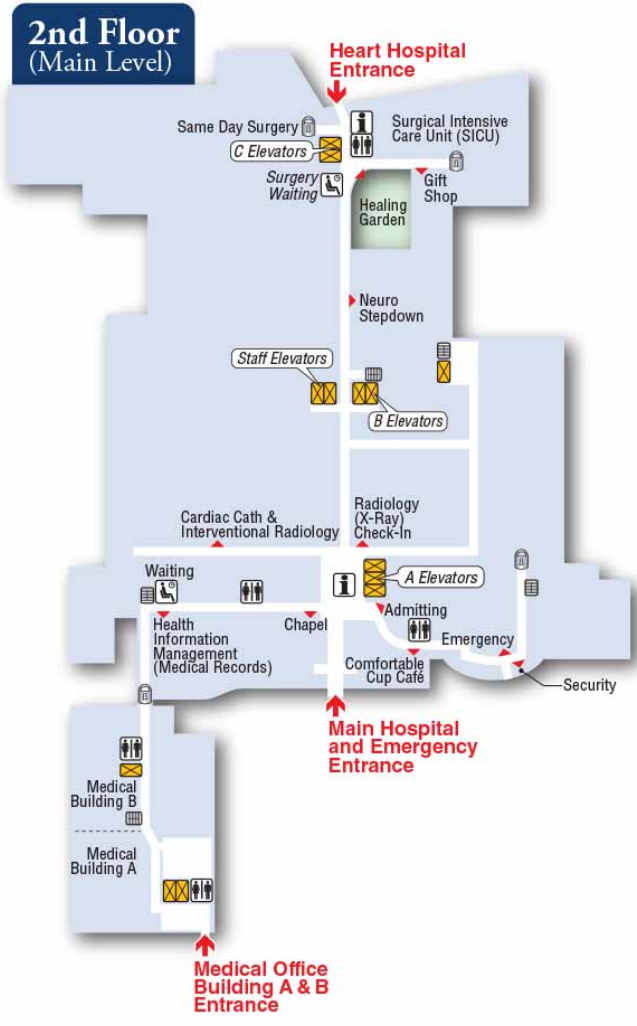 2nd Floor
(Main Level)
Heart Hospital
Entrance
Same Day Surgery
Surgical Intensive
Care Unit (SICU)
C Elevators
Surgery
Waiting
Gift
Shop
Healing
Garden
Neuro
Stepdown
Staff Elevators
B Elevators
Cardiac Cath &
Interventional Radiology
Radiology
(X-Ray)
Check-In
Waiting
A Elevators
Admitting
Health
Information
Management
(Medical Records)
Chapel
Emergency
Comfortable
Cup Café
Security
Main Hospital
and Emergency
Entrance
Medical
Building B
Medical
Building A
Medical Office
Building A & B
Entrance